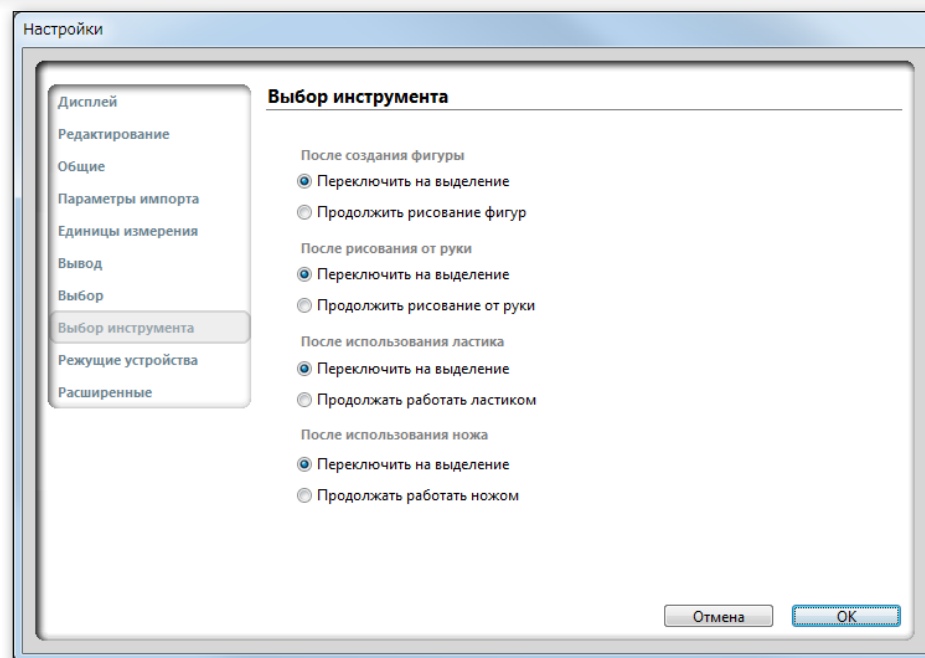 Настройки
Дисплей
Редактирование
Общие
Параметры импорта
Единицы измерения
Вывод
Выбор
Выбор инструмента
Режущие устройства
Расширенные
Выбор инструмента
После создания фигуры
Переключить на выделение
Продолжить рисование фигур
После рисования от руки
Переключить на выделение
Продолжить рисование от руки
После использования ластика
Переключить на выделение
Продолжать работать ластиком
После использования ножа
Переключить на выделение
Продолжать работать ножом
Отмена
OK